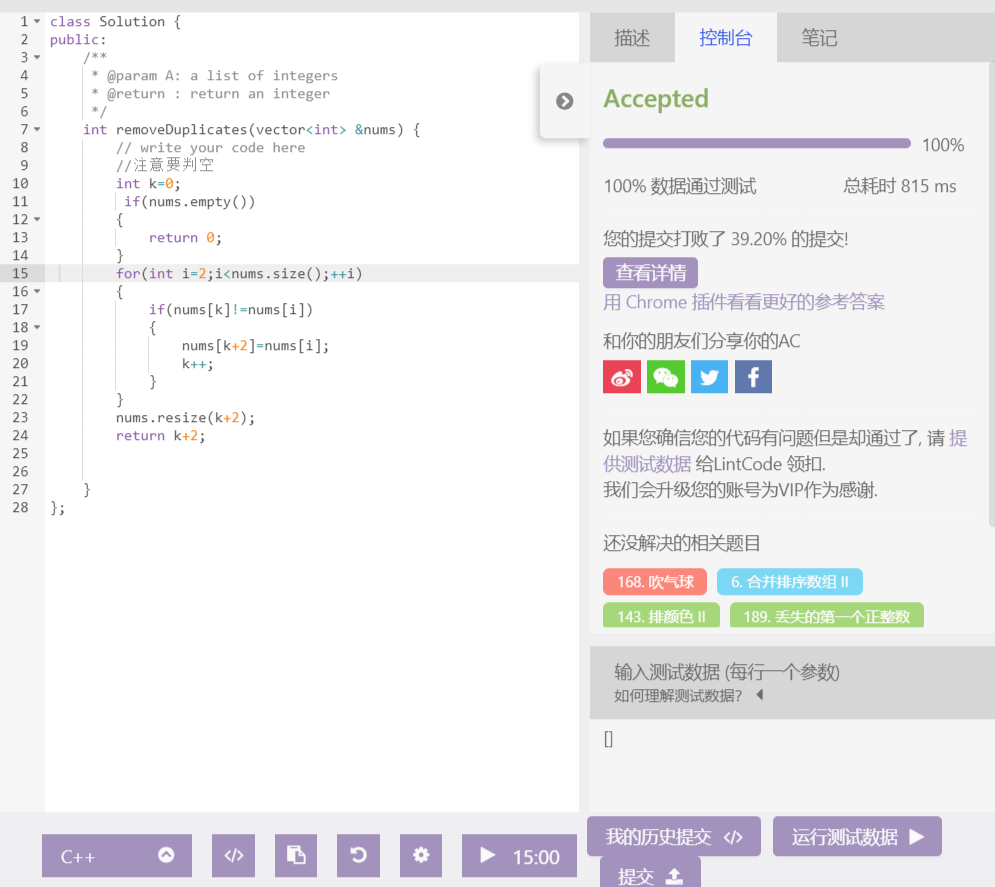 1 class Solution {
2 public:
3     /**
4      * @param A: a list of integers
5      * @return : return an integer
6      */
7     int removeDuplicates(vector<int> &nums) {
8         // write your code here
9         //注意要判空
10         int k=0;
11          if(nums.empty())
12         {
13             return 0;
14         }
15         for(int i=2;i<nums.size();++i)
16         {
17             if(nums[k]!=nums[i])
18             {
19                 nums[k+2]=nums[i];
20                 k++;
21             }
22         }
23         nums.resize(k+2);
24         return k+2;
25
26
27     }
28 };
C++
</>
15:00
描述 控制台 笔记
Accepted
100%
100% 数据通过测试 总耗时 815 ms
您的提交打败了 39.20% 的提交!
查看详情
用 Chrome 插件看看更好的参考答案
和你的朋友们分享你的AC
如果您确信您的代码有问题但是却通过了, 请 提
供测试数据 给LintCode 领扣.
我们会升级您的账号为VIP作为感谢.
还没解决的相关题目
168. 吹气球 6. 合并排序数组 II
143. 排颜色 II 189. 丢失的第一个正整数
输入测试数据 (每行一个参数)
如何理解测试数据?
[]
我的历史提交 </> 运行测试数据
提交